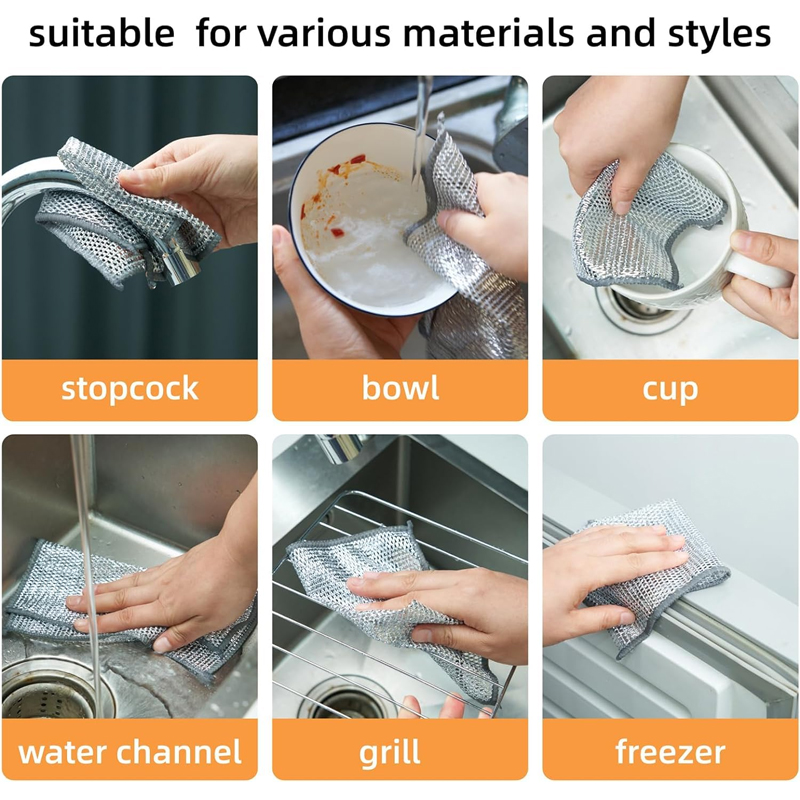 suitable  for various materials and styles
stopcock
bowl
cup
water channel
grill
freezer